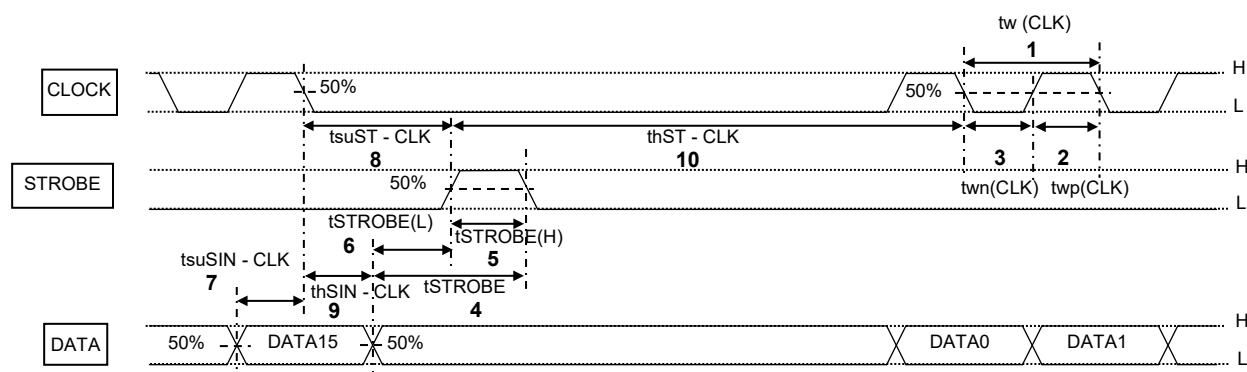 tw (CLK)
1
H
CLOCK
50%
50%
L
tsuST - CLK
thST - CLK
8
10
3
2
H
STROBE
50%
twn(CLK)
twp(CLK)
L
tSTROBE(L)
6
tSTROBE(H)
5
tsuSIN - CLK
7
thSIN - CLK
9
tSTROBE
4
H
DATA
50%
DATA15
50%
DATA0
DATA1
L